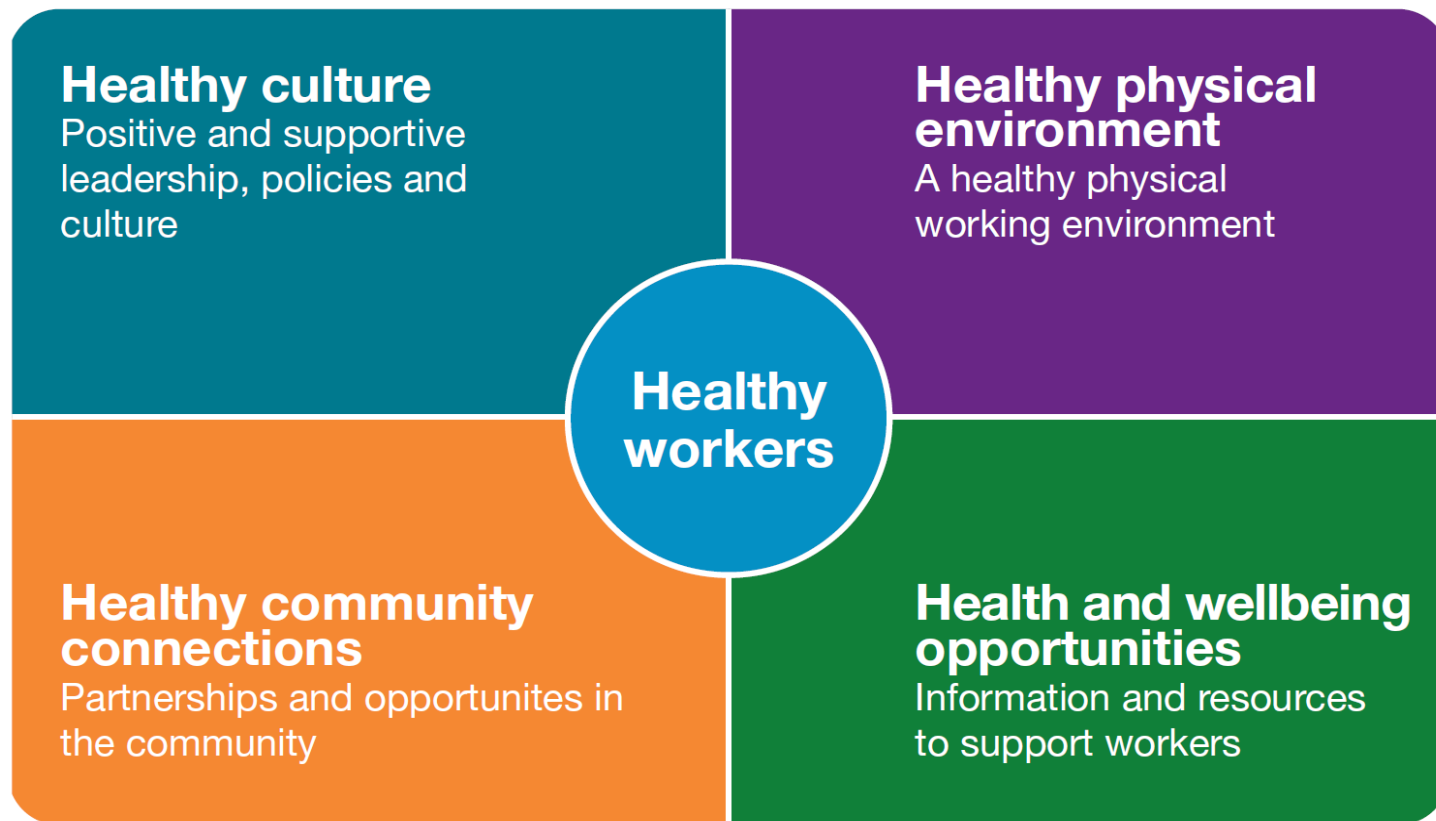 Healthy culture
Positive and supportive
leadership, policies and
culture
Healthy physical
environment
A healthy physical
working environment
Healthy
workers
Healthy community
connections
Partnerships and opportunites in
the community
Health and wellbeing
opportunities
Information and resources
to support workers